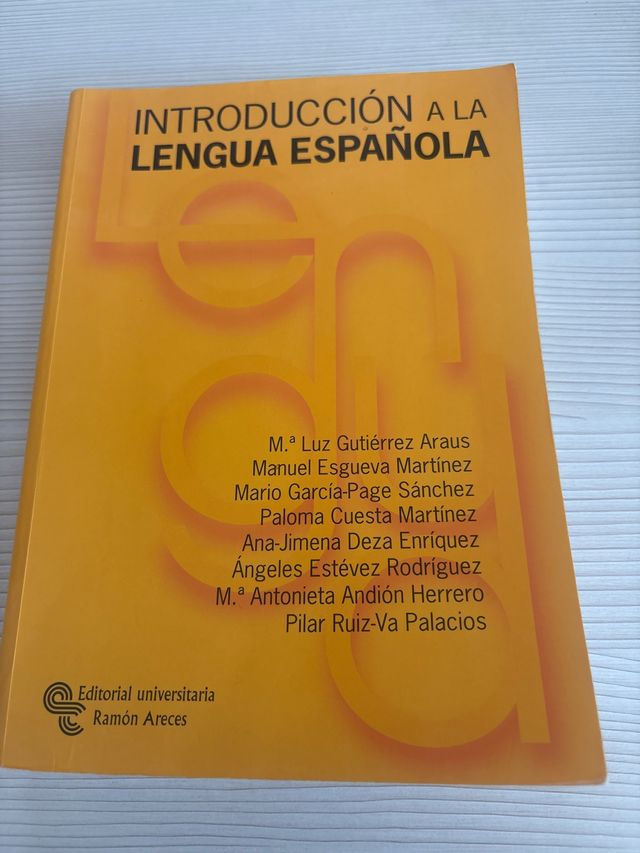 INTRODUCCIÓN A LA
LENGUA ESPAÑOLA
Lengua
M.ª Luz Gutiérrez Araus
Manuel Esgueva Martínez
Mario García-Page Sánchez
Paloma Cuesta Martínez
Ana-Jimena Deza Enríquez
Ángeles Estévez Rodríguez
M.ª Antonieta Andión Herrero
Pilar Ruiz-Va Palacios
Editorial universitaria
Ramón Areces